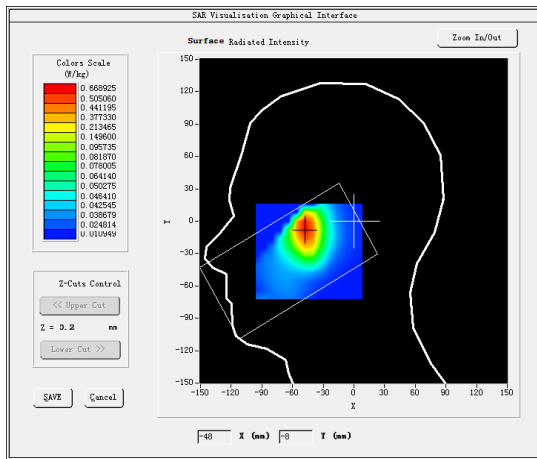 SAR Visualisation Graphical Interface
Surface Radiated Intensity
Zoom In/Out
Colors Scale
(W/kg)
0.668925
0.505060
0.441195
0.377330
0.213465
0.149600
0.095735
0.081870
0.078005
0.064140
0.050275
0.046410
0.042545
0.038679
0.024814
0.010949
Z-Cuts Control
<< Upper Cut
Z = 0.2 mm
Lower Cut >>
SAVE Cancel
150
120
90
60
30
0
-30
-60
-90
-120
-150
Y
-150 -120 -90 -60 -30 0 30 60 90 120 150
X
-48 X (mm) -8 Y (mm)